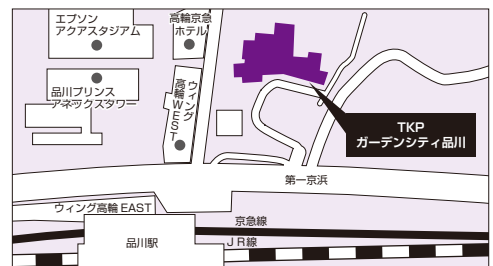 エプソン
アクアスタジアム
高輪京急
ホテル
品川プリンス
アネックスタワー
ウィング
高輪WEST
TKP
ガーデンシティ品川
第一京浜
ウィング高輪 EAST
京急線
品川駅
JR線